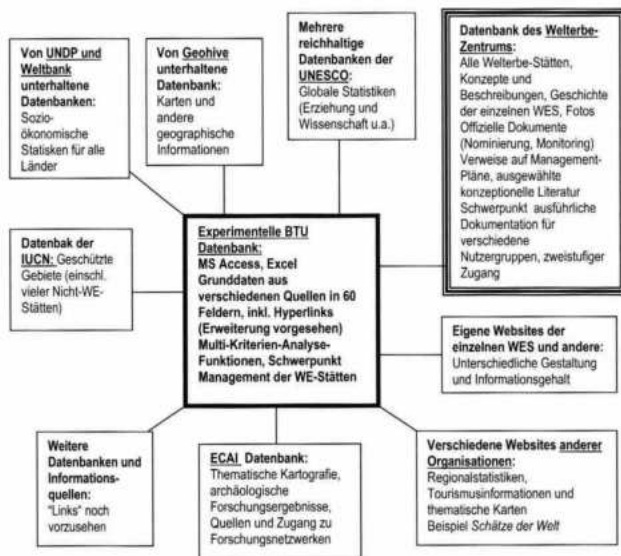 Von UNDP und
Weltbank
unterhaltene
Datenbanken:
Sozio-
ökonomische
Statisken für alle
Länder
Von Geohive
unterhaltene
Datenbank:
Karten und
andere
geographische
Informationen
Mehrere
reichhaltige
Datenbanken der
UNESCO:
Globale Statistiken
(Erziehung und
Wissenschaft u.a.)
Datenbank des Welterbe-
Zentrums:
Alle Welterbe-Stätten,
Konzepte und
Beschreibungen, Geschichte
der einzelnen WES, Fotos
Offizielle Dokumente
(Nominierung, Monitoring)
Verweise auf Management-
Pläne, ausgewählte
konzeptionelle Literatur
Schwerpunkt ausführliche
Dokumentation für
verschiedene
Nutzergruppen, zweistufiger
Zugang
Datenbak der
IUCN: Geschützte
Gebiete (einschl.
vieler Nicht-WE-
Stätten)
Experimentelle BTU
Datenbank:
MS Access, Excel
Grunddaten aus
verschiedenen Quellen in 60
Feldern, inkl. Hyperlinks
(Erweiterung vorgesehen)
Multi-Kriterien-Analyse-
Funktionen, Schwerpunkt
Management der WE-Stätten
Eigene Websites der
einzelnen WES und andere:
Unterschiedliche Gestaltung
und Informationsgehalt
Weitere
Datenbanken und
Informations-
quellen:
"Links" noch
vorzusehen
ECAI Datenbank:
Thematische Kartografie,
archäologische
Forschungsergebnisse,
Quellen und Zugang zu
Forschungsnetzwerken
Verschiedene Websites anderer
Organisationen:
Regionalstatistiken,
Tourismusinformationen und
thematische Karten
Beispiel Schätze der Welt